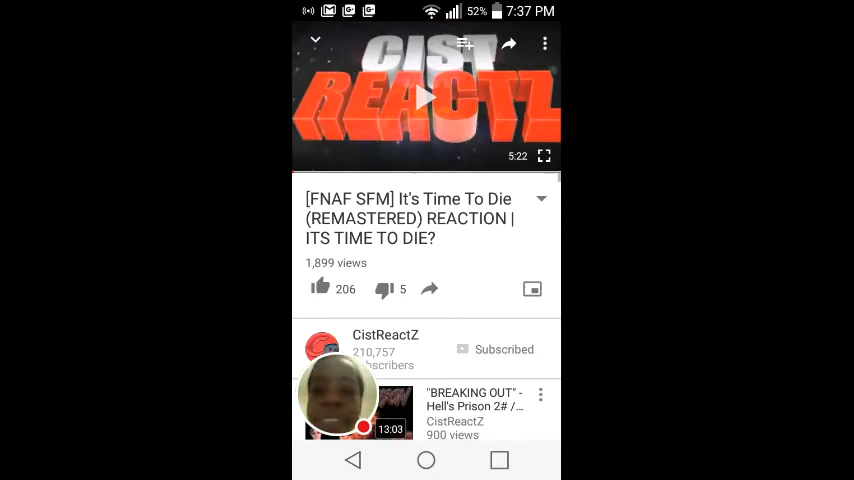 52% 7:37 PM
CIST
REACTZ
5:22
[FNAF SFM] It's Time To Die
(REMASTERED) REACTION |
ITS TIME TO DIE?
1,899 views
206 5
CistReactZ
210,757
bscribers
Subscribed
"BREAKING OUT" -
Hell's Prison 2# /...
CistReactZ
900 views
13:03